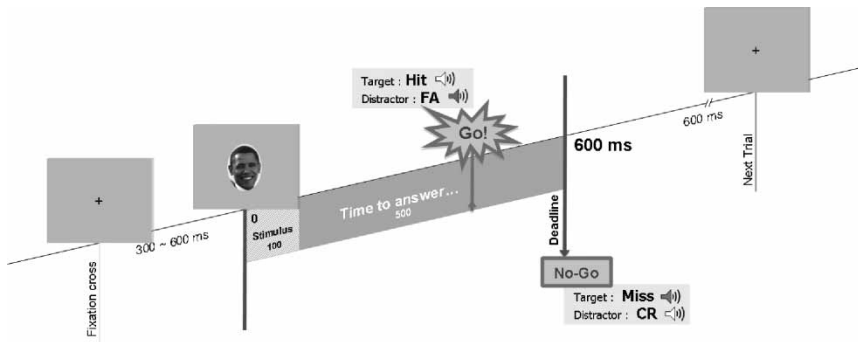 +
Fixation cross
300 ~ 600 ms
0
Stimulus
100
Time to answer...
500
Target : Hit
Distractor : FA
Go!
600 ms
Deadline
No-Go
Target : Miss
Distractor : CR
600 ms
+
Next Trial